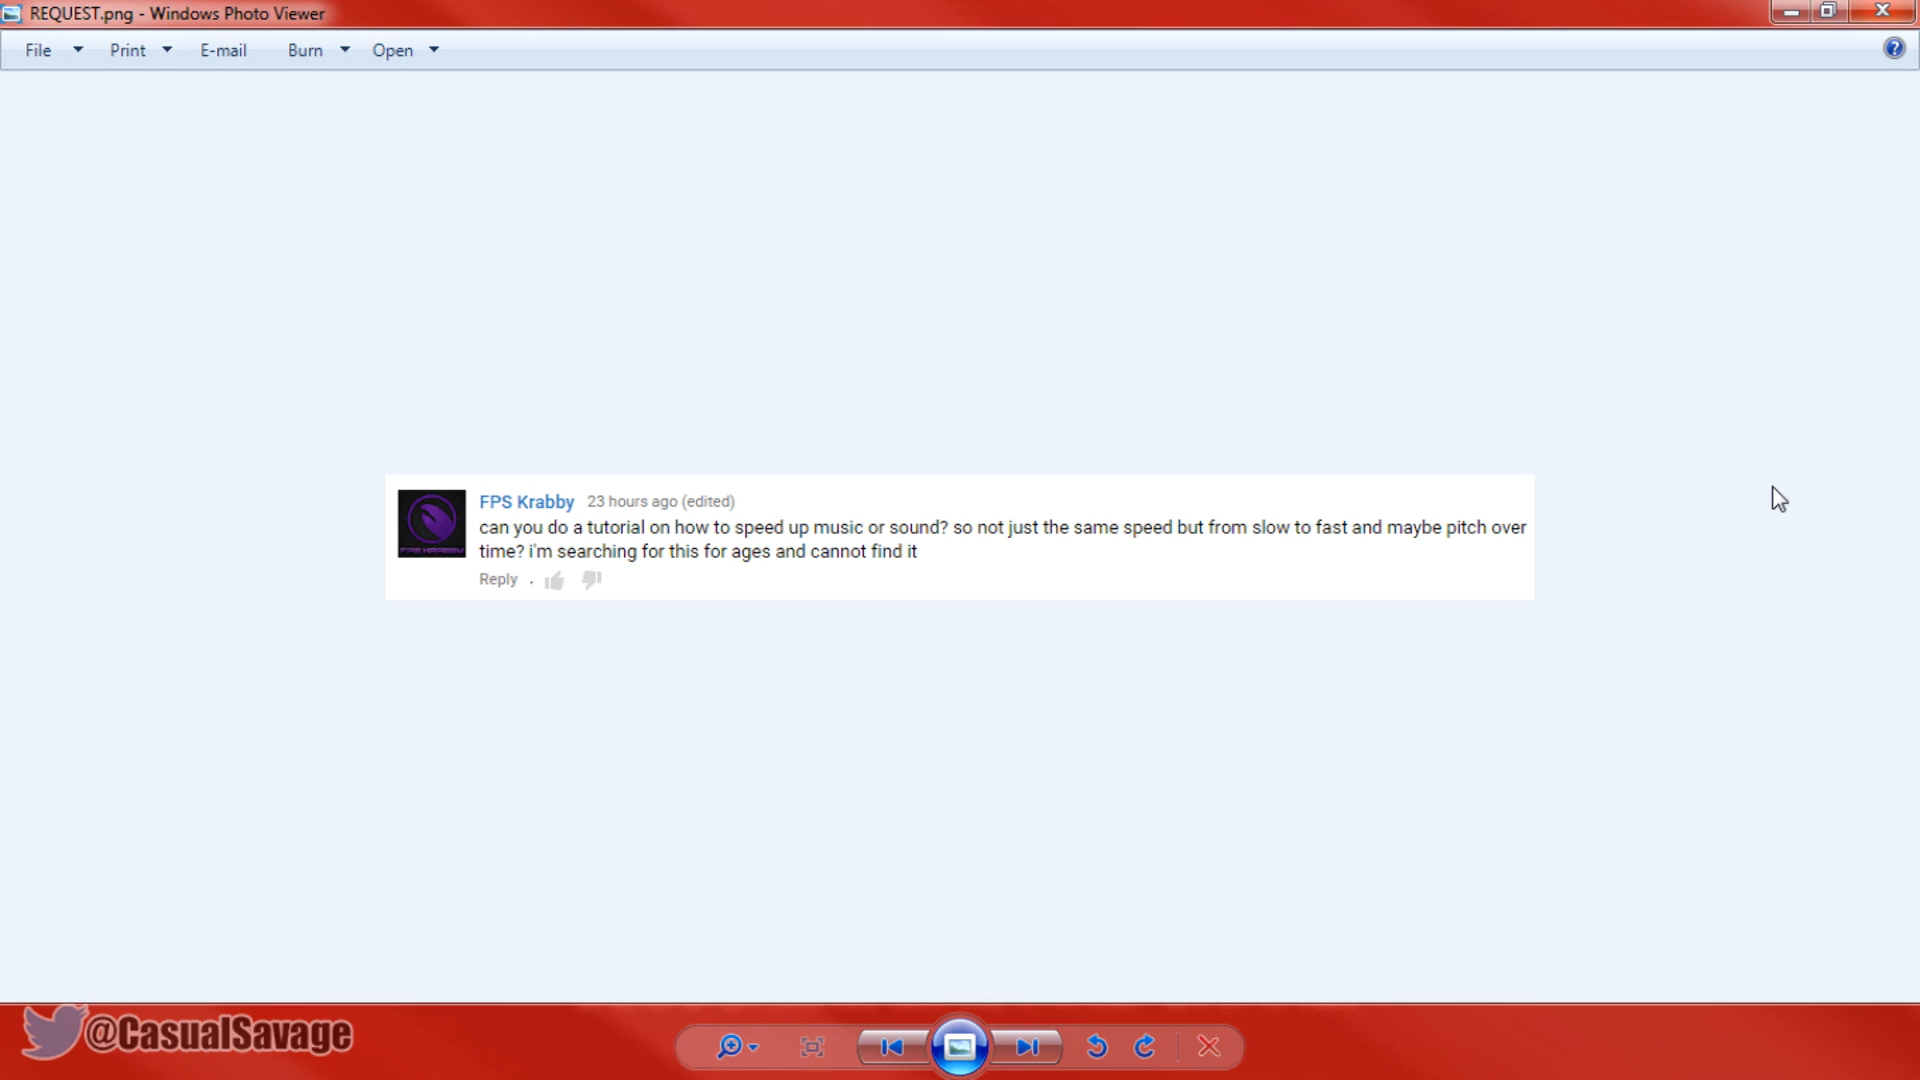 REQUEST.png - Windows Photo Viewer
File Print E-mail Burn Open
FPS Krabby 23 hours ago (edited)
can you do a tutorial on how to speed up music or sound? so not just the same speed but from slow to fast and maybe pitch over
time? i'm searching for this for ages and cannot find it
FPS KRABBY
Reply .
@CasualSavage